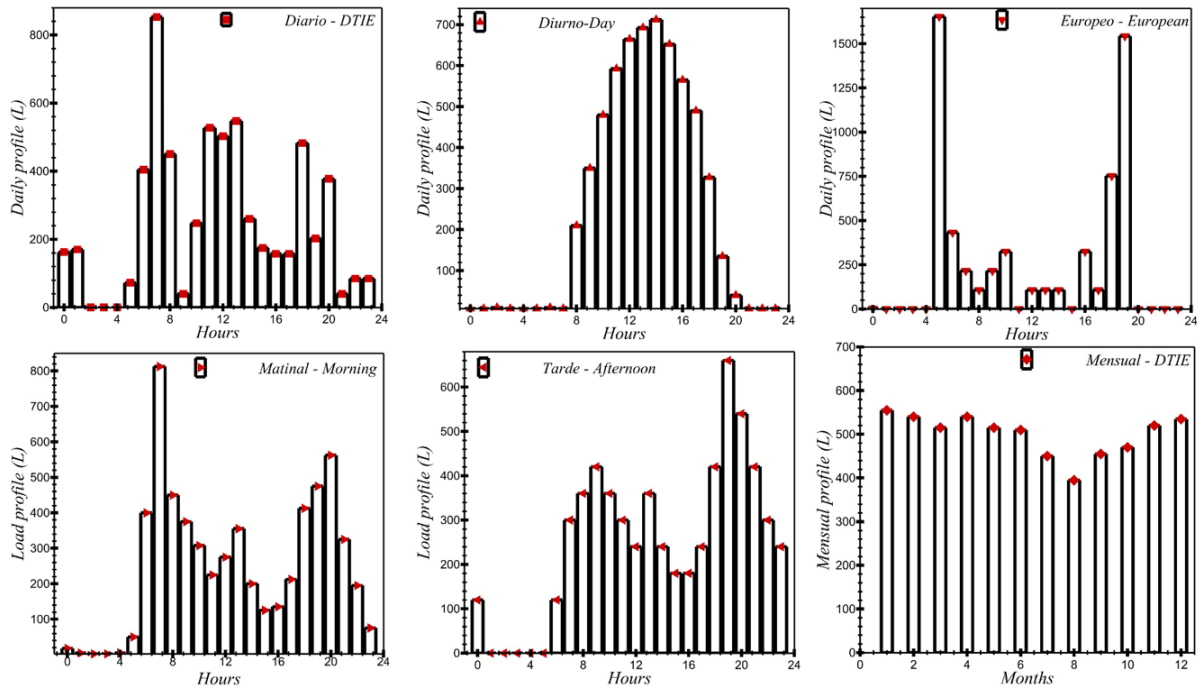 Diario - DTIE
Daily profile (L)
800
600
400
200
0
0 4 8 12 16 20 24
Hours
Diurno-Day
Daily profile (L)
700
600
500
400
300
200
100
0 4 8 12 16 20 24
Hours
Europeo - European
Daily profile (L)
1500
1250
1000
750
500
250
0
0 4 8 12 16 20 24
Hours
Matinal - Morning
Load profile (L)
800
700
600
500
400
300
200
100
0 4 8 12 16 20 24
Hours
Tarde - Afternoon
Load profile (L)
600
500
400
300
200
100
0
0 4 8 12 16 20 24
Hours
Mensual - DTIE
Mensual profile (L)
700
600
500
400
300
200
100
0
0 2 4 6 8 10 12
Months